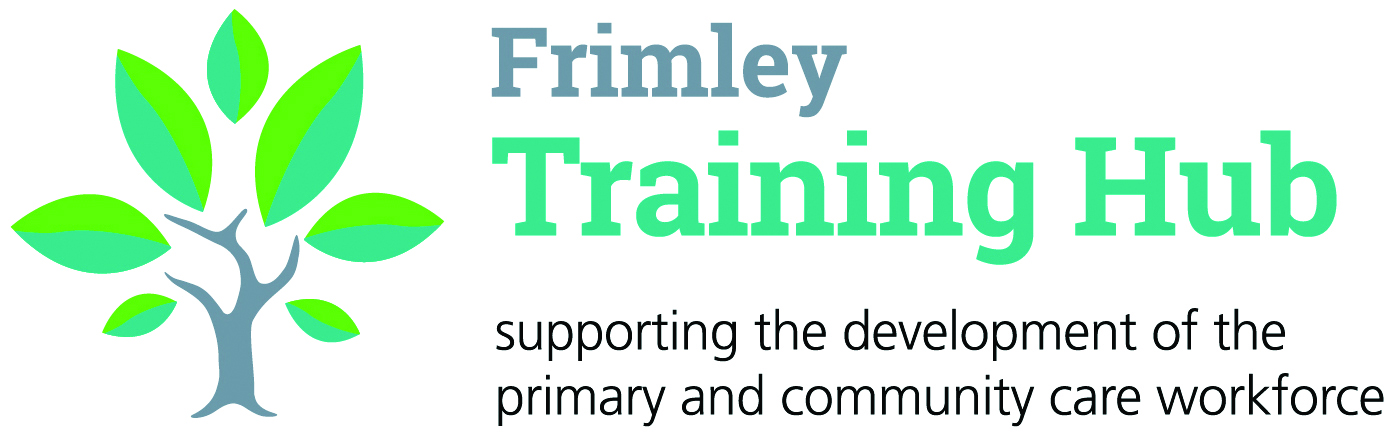 Frimley
Training Hub
supporting the development of the
primary and community care workforce